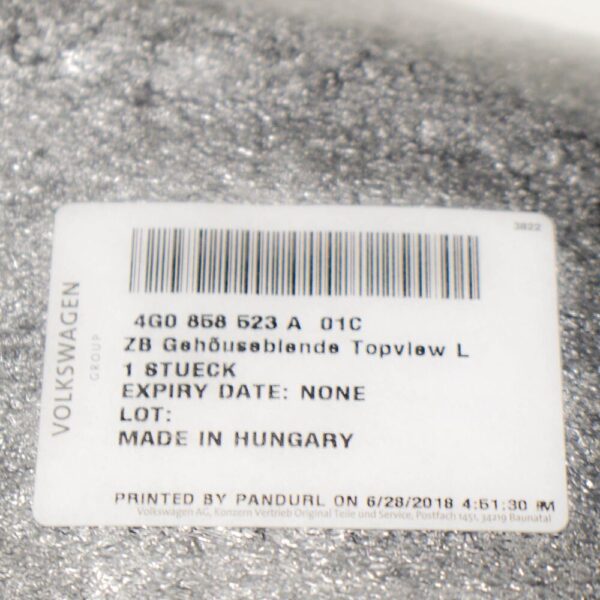 3822
VOLKSWAGEN
GROUP
4G0 858 523 A 01C
ZB Gehöuseblende Topview L
1 STUECK
EXPIRY DATE: NONE
LOT:
MADE IN HUNGARY
PRINTED BY PANDURL ON 6/28/2018 4:51:30 PM
Volkswagen AG, Konzern Vertrieb Original Teile und Service, Postfach 1451, 34219 Baunatal